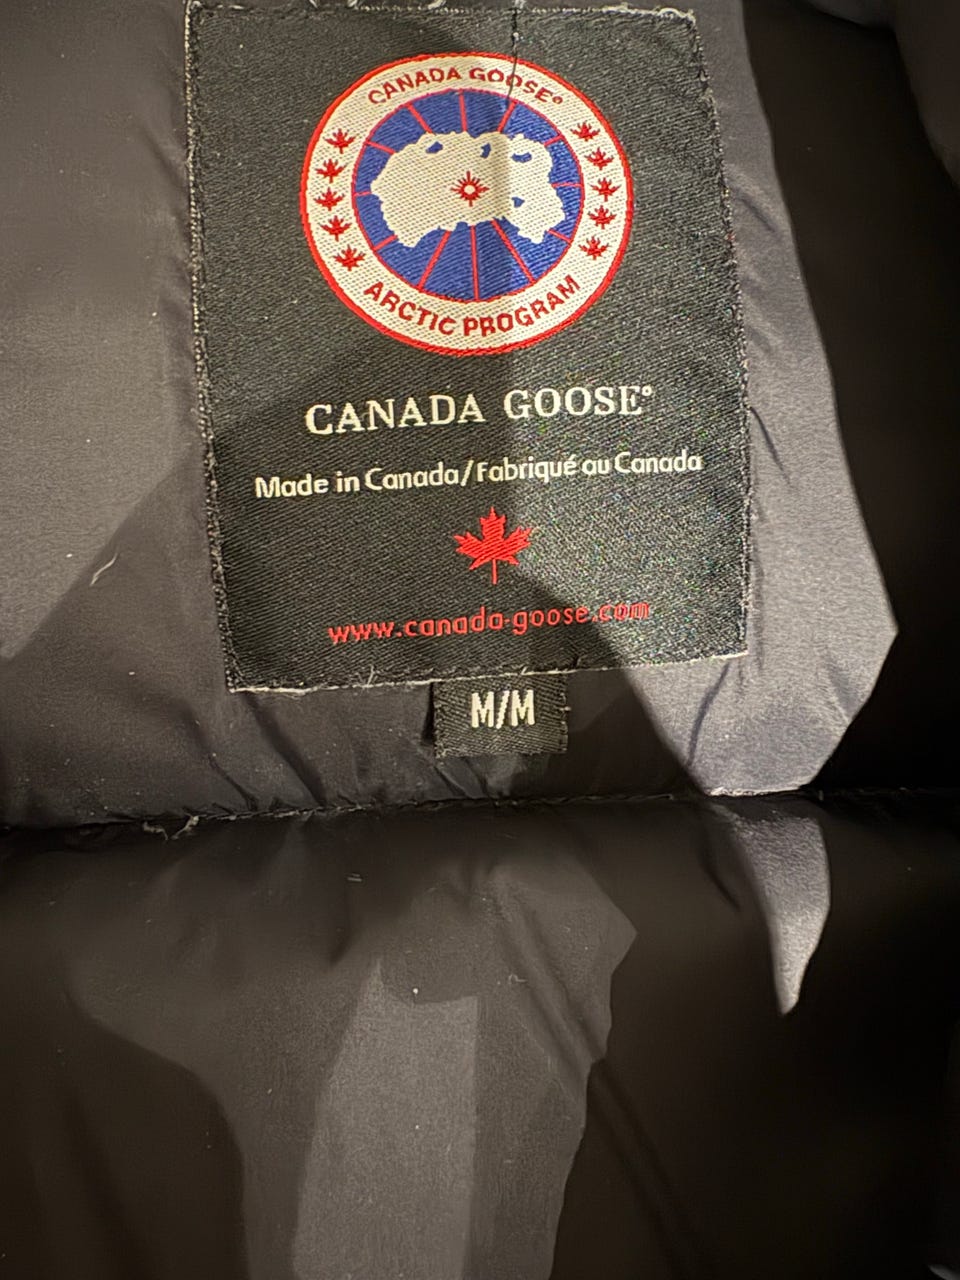 CANADA GOOSE®
ARCTIC PROGRAM
CANADA GOOSE®
Made in Canada/Fabriqué au Canada
www.canada-goose.com
M/M